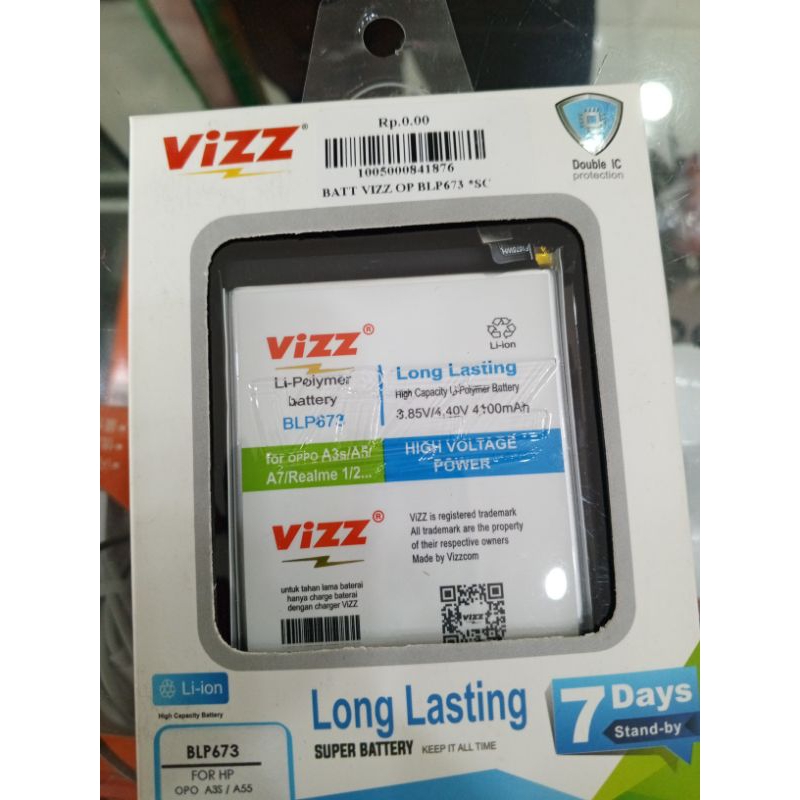 ViZZ®
Rp.0.00
1005000841876
BATT VIZZ OP BLP673 *SC
Double IC
protection
ViZZ®
Li-Polymer
battery
BLP673
Li-ion
Long Lasting
High Capacity Li-Polymer Battery
3.85V/4.40V 4100mAh
for OPPO A3s/A5/
A7/Realme 1/2...
HIGH VOLTAGE
POWER
ViZZ®
ViZZ is registered trademark
All trademark are the property
of their respective owners
Made by Vizzcom
untuk tahan lama baterai
hanya charge baterai
dengan charger ViZZ
ViZZ
Li-ion
High Capacity Battery
Long Lasting
SUPER BATTERY KEEP IT ALL TIME
7 Days
Stand-by
BLP673
FOR HP
OPO A3S / A5S